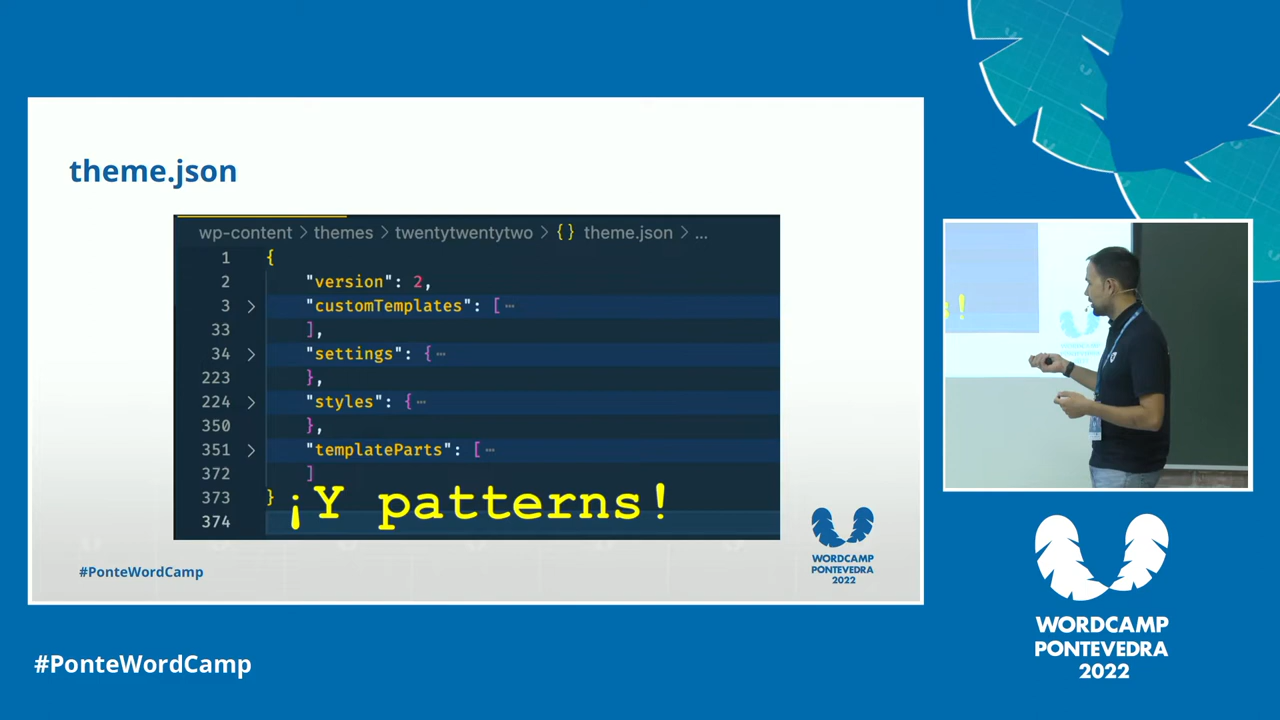 theme.json
wp-content > themes > twentytwentytwo > {} theme.json > ...
1 {
2 "version": 2,
3 > "customTemplates": [ ...
33 ],
34 > "settings": { ...
223 },
224 > "styles": { ...
350 },
351 > "templateParts": [ ...
372 ]
373 }
374
¡Y patterns!
WORDCAMP
PONTEVEDRA
2022
#PonteWordCamp
s!
#PonteWordCamp
WORDCAMP
PONTEVEDRA
2022